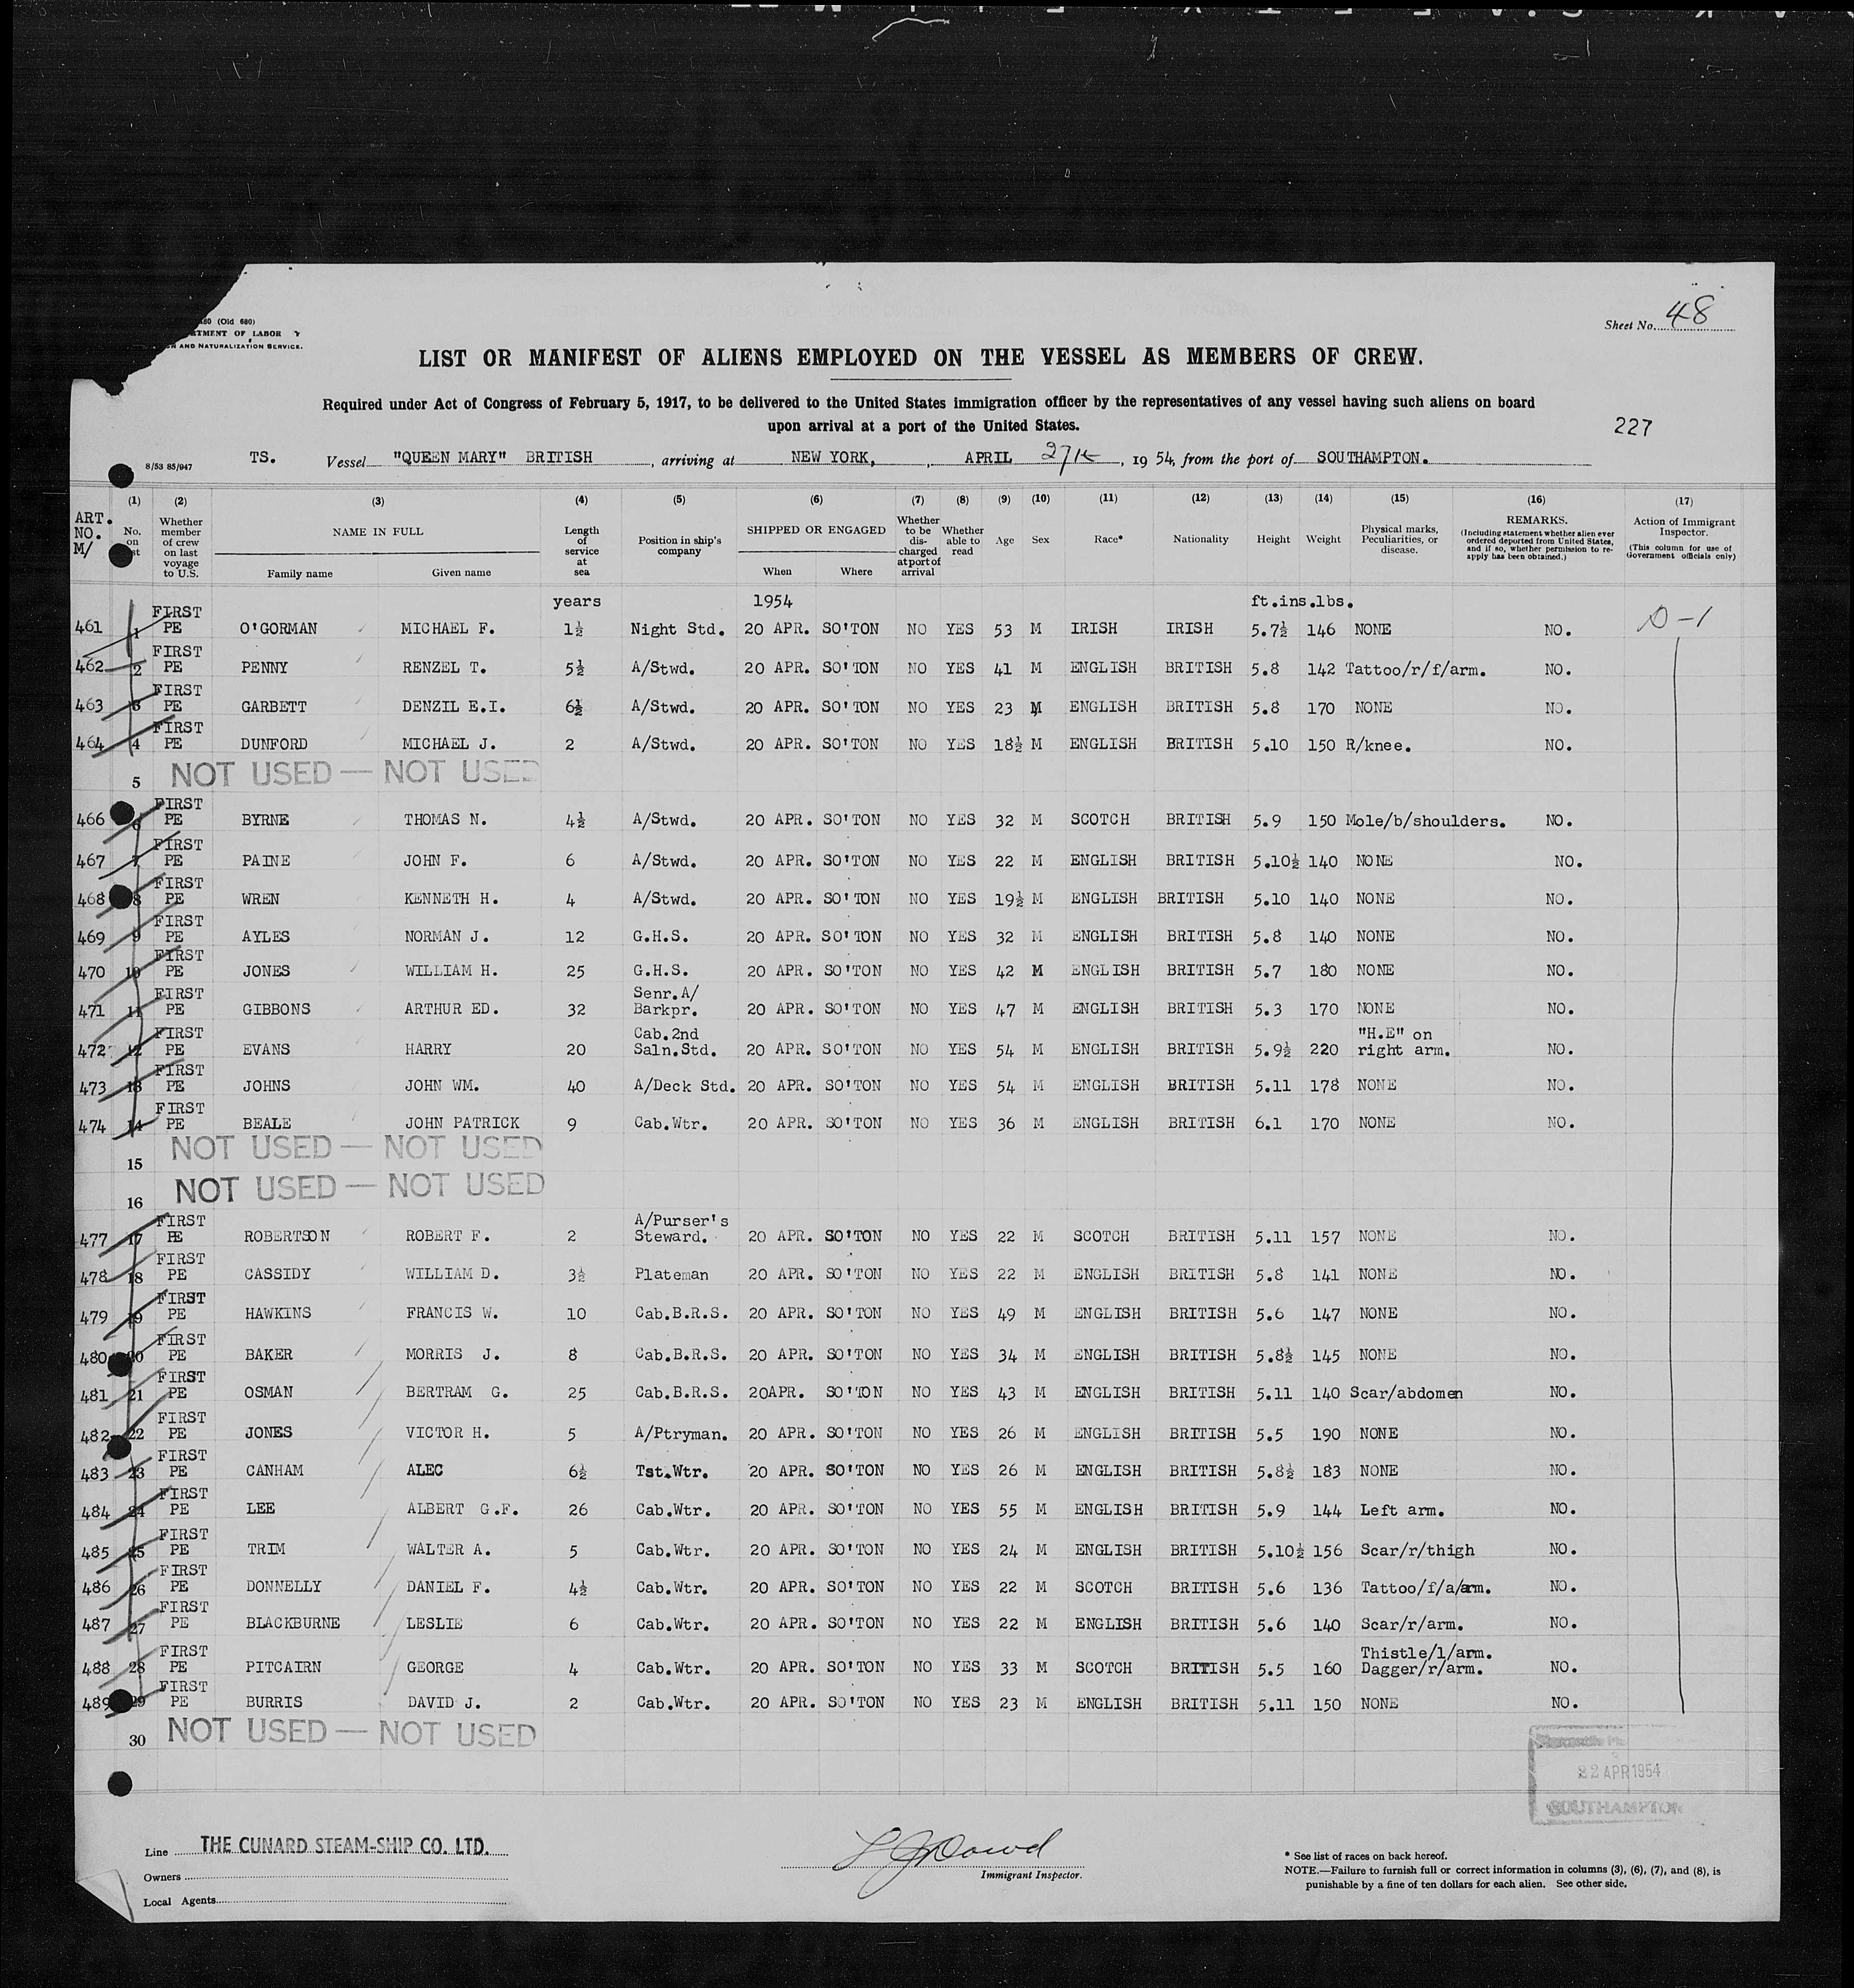 Sheet No. 48
480 (Old 680)
RTMENT OF LABOR
N AND NATURALIZATION SERVICE.
LIST OR MANIFEST OF ALIENS EMPLOYED ON THE VESSEL AS MEMBERS OF CREW.
Required under Act of Congress of February 5, 1917, to be delivered to the United States immigration officer by the representatives of any vessel having such aliens on board
upon arrival at a port of the United States.
227
8/53 85/947 TS. Vessel "QUEEN MARY" BRITISH , arriving at NEW YORK, , APRIL 27th , 19 54, from the port of SOUTHAMPTON.
(1) (2) (3) (4) (5) (6) (7) (8) (9) (10) (11) (12) (13) (14) (15) (16) (17)
ART. NO. M/ No. on st Whether member of crew on last voyage to U.S. NAME IN FULL Family name Given name Length of service at sea Position in ship's company SHIPPED OR ENGAGED When Where Whether to be discharged at port of arrival Whether able to read Age Sex Race* Nationality Height Weight Physical marks, Peculiarities, or disease. REMARKS. (Including statement whether alien ever ordered deported from United States, and if so, whether permission to reapply has been obtained.) Action of Immigrant Inspector. (This column for use of Government officials only)
years 1954 ft.ins.lbs.
461 1 FIRST PE O'GORMAN MICHAEL F. 1½ Night Std. 20 APR. SO'TON NO YES 53 M IRISH IRISH 5.7½ 146 NONE NO. D-1
462 2 FIRST PE PENNY RENZEL T. 5½ A/Stwd. 20 APR. SO'TON NO YES 41 M ENGLISH BRITISH 5.8 142 Tattoo/r/f/arm. NO.
463 3 FIRST PE GARBETT DENZIL E.I. 6½ A/Stwd. 20 APR. SO'TON NO YES 23 M ENGLISH BRITISH 5.8 170 NONE NO.
464 4 FIRST PE DUNFORD MICHAEL J. 2 A/Stwd. 20 APR. SO'TON NO YES 18½ M ENGLISH BRITISH 5.10 150 R/knee. NO.
5 NOT USED — NOT USED
466 6 FIRST PE BYRNE THOMAS N. 4½ A/Stwd. 20 APR. SO'TON NO YES 32 M SCOTCH BRITISH 5.9 150 Mole/b/shoulders. NO.
467 7 FIRST PE PAINE JOHN F. 6 A/Stwd. 20 APR. SO'TON NO YES 22 M ENGLISH BRITISH 5.10½ 140 NONE NO.
468 8 FIRST PE WREN KENNETH H. 4 A/Stwd. 20 APR. SO'TON NO YES 19½ M ENGLISH BRITISH 5.10 140 NONE NO.
469 9 FIRST PE AYLES NORMAN J. 12 G.H.S. 20 APR. SO'TON NO YES 32 M ENGLISH BRITISH 5.8 140 NONE NO.
470 10 FIRST PE JONES WILLIAM H. 25 G.H.S. 20 APR. SO'TON NO YES 42 M ENGLISH BRITISH 5.7 180 NONE NO.
471 11 FIRST PE GIBBONS ARTHUR ED. 32 Senr.A/ Barkpr. 20 APR. SO'TON NO YES 47 M ENGLISH BRITISH 5.3 170 NONE NO.
472 12 FIRST PE EVANS HARRY 20 Cab.2nd Saln.Std. 20 APR. SO'TON NO YES 54 M ENGLISH BRITISH 5.9½ 220 "H.E" on right arm. NO.
473 13 FIRST PE JOHNS JOHN WM. 40 A/Deck Std. 20 APR. SO'TON NO YES 54 M ENGLISH BRITISH 5.11 178 NONE NO.
474 14 FIRST PE BEALE JOHN PATRICK 9 Cab.Wtr. 20 APR. SO'TON NO YES 36 M ENGLISH BRITISH 6.1 170 NONE NO.
15 NOT USED — NOT USED
16 NOT USED — NOT USED
477 17 FIRST PE ROBERTSON ROBERT F. 2 A/Purser's Steward. 20 APR. SO'TON NO YES 22 M SCOTCH BRITISH 5.11 157 NONE NO.
478 18 FIRST PE CASSIDY WILLIAM D. 3½ Plateman 20 APR. SO'TON NO YES 22 M ENGLISH BRITISH 5.8 141 NONE NO.
479 19 FIRST PE HAWKINS FRANCIS W. 10 Cab.B.R.S. 20 APR. SO'TON NO YES 49 M ENGLISH BRITISH 5.6 147 NONE NO.
480 20 FIRST PE BAKER MORRIS J. 8 Cab.B.R.S. 20 APR. SO'TON NO YES 34 M ENGLISH BRITISH 5.8½ 145 NONE NO.
481 21 FIRST PE OSMAN BERTRAM G. 25 Cab.B.R.S. 20APR. SO'TON NO YES 43 M ENGLISH BRITISH 5.11 140 Scar/abdomen NO.
482 22 FIRST PE JONES VICTOR H. 5 A/Ptryman. 20 APR. SO'TON NO YES 26 M ENGLISH BRITISH 5.5 190 NONE NO.
483 23 FIRST PE CANHAM ALEC 6½ Tst.Wtr. 20 APR. SO'TON NO YES 26 M ENGLISH BRITISH 5.8½ 183 NONE NO.
484 24 FIRST PE LEE ALBERT G.F. 26 Cab.Wtr. 20 APR. SO'TON NO YES 55 M ENGLISH BRITISH 5.9 144 Left arm. NO.
485 25 FIRST PE TRIM WALTER A. 5 Cab.Wtr. 20 APR. SO'TON NO YES 24 M ENGLISH BRITISH 5.10½ 156 Scar/r/thigh NO.
486 26 FIRST PE DONNELLY DANIEL F. 4½ Cab.Wtr. 20 APR. SO'TON NO YES 22 M SCOTCH BRITISH 5.6 136 Tattoo/f/a/arm. NO.
487 27 FIRST PE BLACKBURNE LESLIE 6 Cab.Wtr. 20 APR. SO'TON NO YES 22 M ENGLISH BRITISH 5.6 140 Scar/r/arm. NO.
488 28 FIRST PE PITCAIRN GEORGE 4 Cab.Wtr. 20 APR. SO'TON NO YES 33 M SCOTCH BRITISH 5.5 160 Thistle/l/arm. Dagger/r/arm. NO.
489 29 FIRST PE BURRIS DAVID J. 2 Cab.Wtr. 20 APR. SO'TON NO YES 23 M ENGLISH BRITISH 5.11 150 NONE NO.
30 NOT USED — NOT USED
22 APR 1954
SOUTHAMPTON
Line THE CUNARD STEAM-SHIP CO. LTD.
Owners
Local Agents
Immigrant Inspector.
* See list of races on back hereof.
NOTE.—Failure to furnish full or correct information in columns (3), (6), (7), and (8), is
punishable by a fine of ten dollars for each alien. See other side.